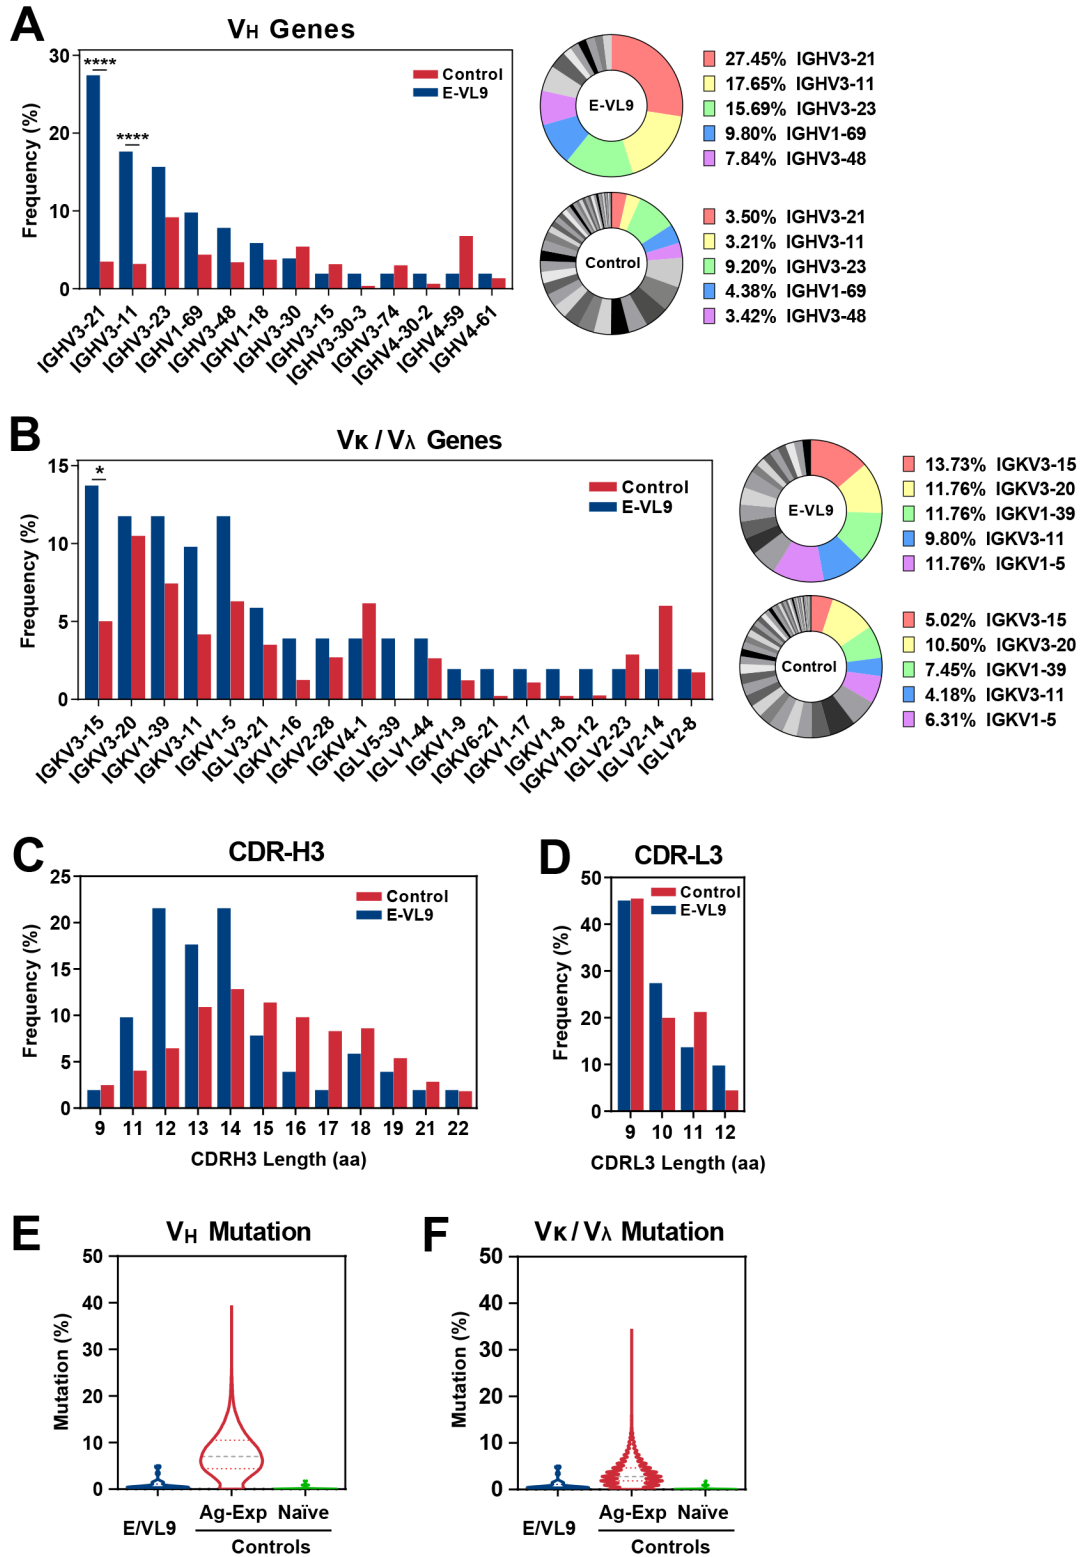 A
VH Genes
Frequency (%)
30
20
10
0
****
****
Control
E-VL9
IGHV3-21
IGHV3-11
IGHV3-23
IGHV1-69
IGHV3-48
IGHV1-18
IGHV3-30
IGHV3-15
IGHV3-30-3
IGHV3-74
IGHV4-30-2
IGHV4-59
IGHV4-61
E-VL9
27.45% IGHV3-21
17.65% IGHV3-11
15.69% IGHV3-23
9.80% IGHV1-69
7.84% IGHV3-48
Control
3.50% IGHV3-21
3.21% IGHV3-11
9.20% IGHV3-23
4.38% IGHV1-69
3.42% IGHV3-48
B
Vκ / Vλ Genes
Frequency (%)
15
10
5
0
*
Control
E-VL9
IGKV3-15
IGKV3-20
IGKV1-39
IGKV3-11
IGKV1-5
IGLV3-21
IGKV1-16
IGKV2-28
IGKV4-1
IGLV5-39
IGLV1-44
IGKV1-9
IGKV6-21
IGKV1-17
IGKV1-8
IGKV1D-12
IGLV2-23
IGLV2-14
IGLV2-8
E-VL9
13.73% IGKV3-15
11.76% IGKV3-20
11.76% IGKV1-39
9.80% IGKV3-11
11.76% IGKV1-5
Control
5.02% IGKV3-15
10.50% IGKV3-20
7.45% IGKV1-39
4.18% IGKV3-11
6.31% IGKV1-5
C
CDR-H3
Frequency (%)
25
20
15
10
5
0
Control
E-VL9
9 11 12 13 14 15 16 17 18 19 21 22
CDRH3 Length (aa)
D
CDR-L3
Frequency (%)
50
40
30
20
10
0
Control
E-VL9
9 10 11 12
CDRL3 Length (aa)
E
VH Mutation
Mutation (%)
50
40
30
20
10
0
E/VL9
Ag-Exp Naïve
Controls
F
Vκ / Vλ Mutation
Mutation (%)
50
40
30
20
10
0
E/VL9
Ag-Exp Naïve
Controls